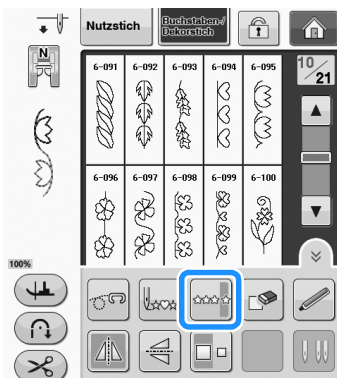 Nutzstich
Buchstaben-/
Dekorstich
N
6-091 6-092 6-093 6-094 6-095
10/21
6-096 6-097 6-098 6-099 6-100
100%